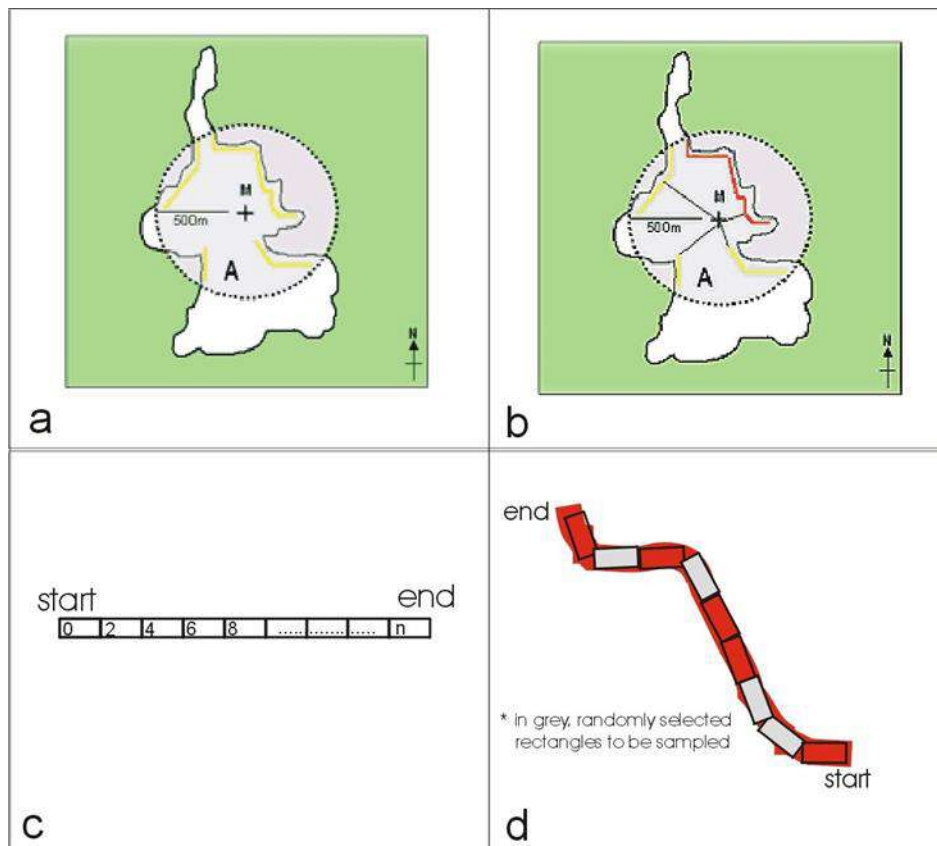 M
500m
A
N
a
M
500m
A
N
b
start end
0 2 4 6 8 ..... ....... ..... n
c
end
* in grey, randomly selected
rectangles to be sampled
start
d